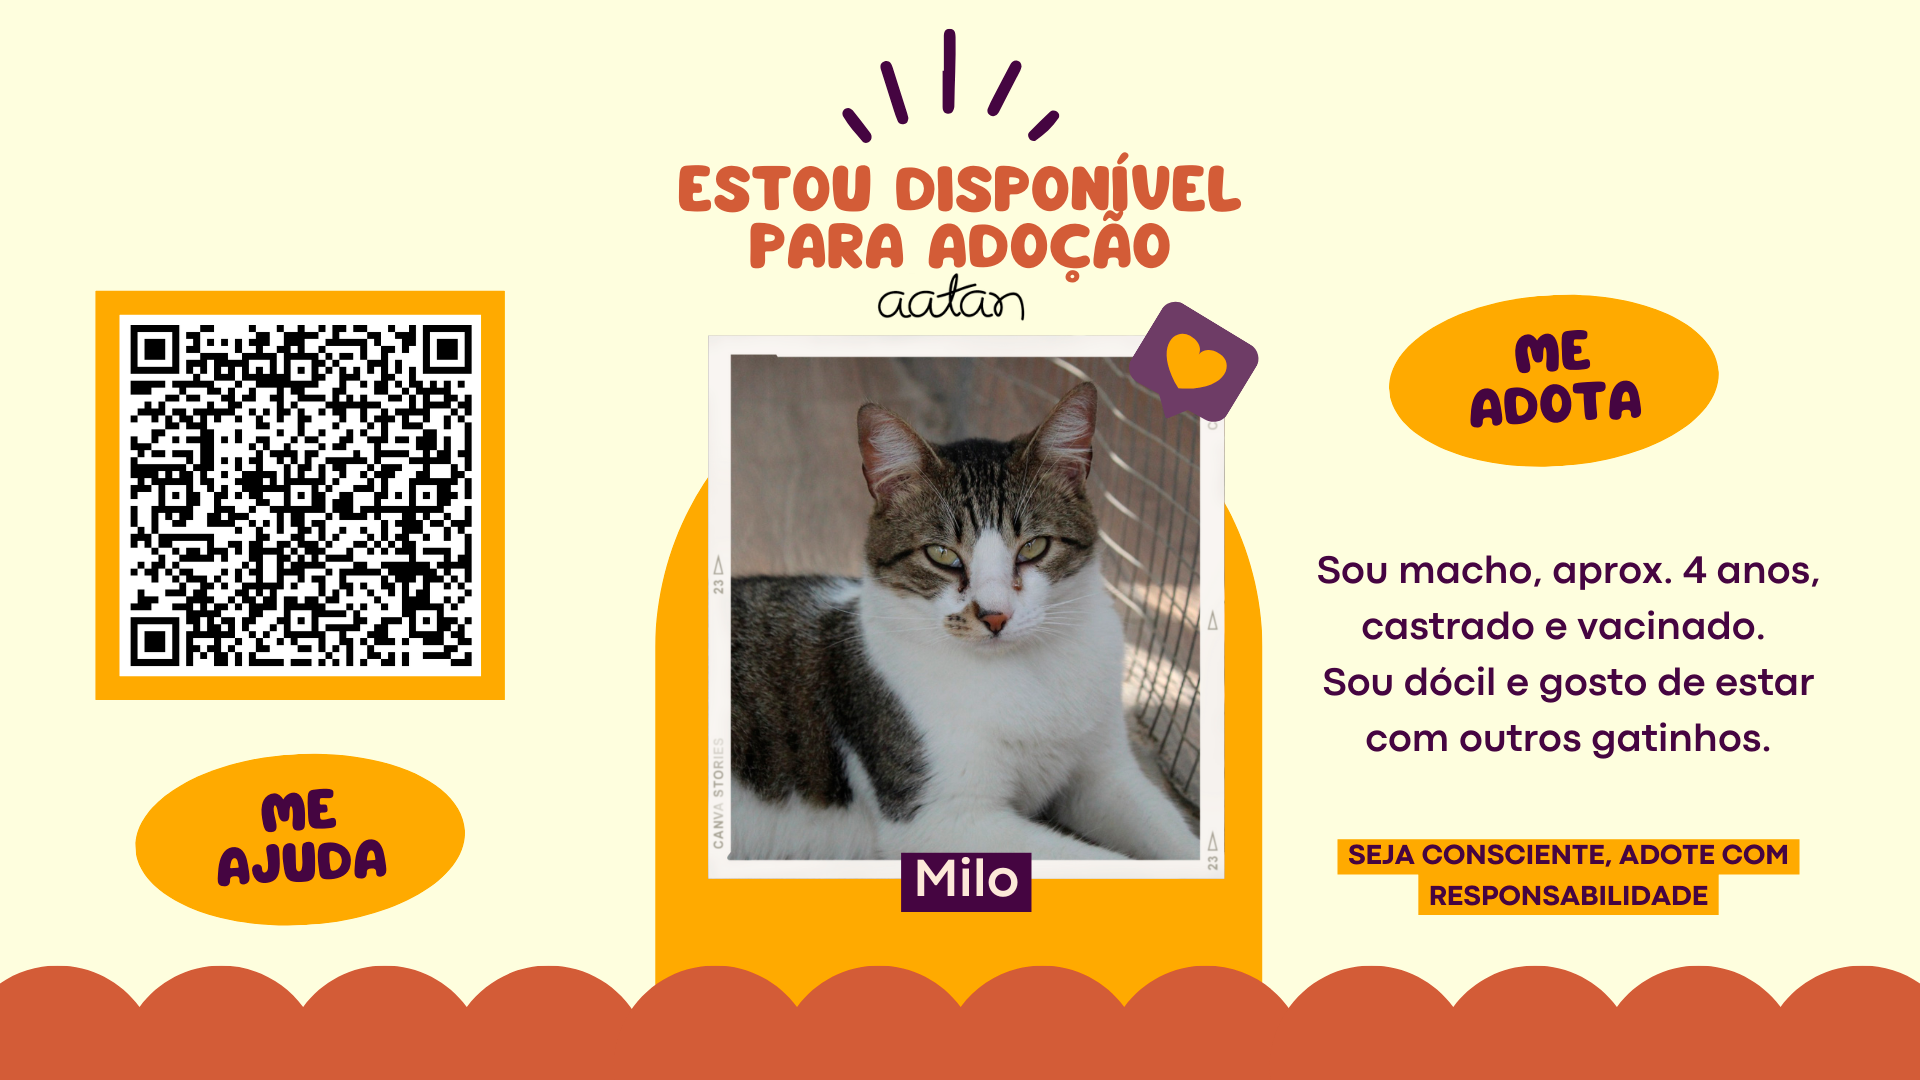 ESTOU DISPONÍVEL
PARA ADOÇÃO
aatan
ME
AJUDA
23
CANVA STORIES
23
Milo
ME
ADOTA
Sou macho, aprox. 4 anos,
castrado e vacinado.
Sou dócil e gosto de estar
com outros gatinhos.
SEJA CONSCIENTE, ADOTE COM
RESPONSABILIDADE